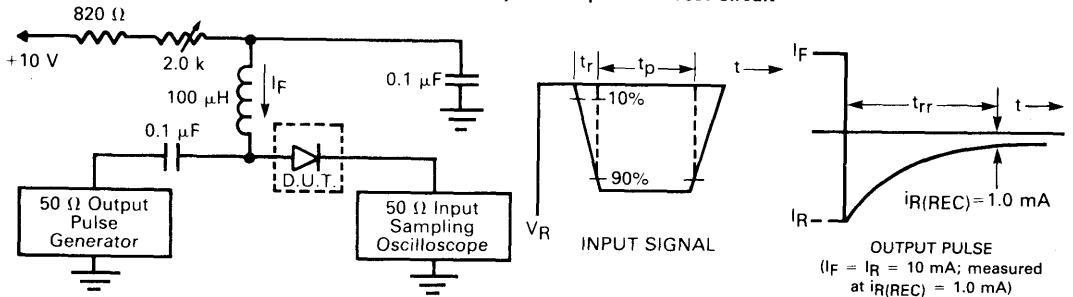 820 Ω
+10 V
2.0 k
100 μH
I_F
0.1 μF
0.1 μF
D.U.T.
50 Ω Output
Pulse
Generator
50 Ω Input
Sampling
Oscilloscope
t_r
t_p
t
10%
90%
V_R
INPUT SIGNAL
I_F
t_rr
t
i_R(REC) = 1.0 mA
I_R
OUTPUT PULSE
(I_F = I_R = 10 mA; measured
at i_R(REC) = 1.0 mA)